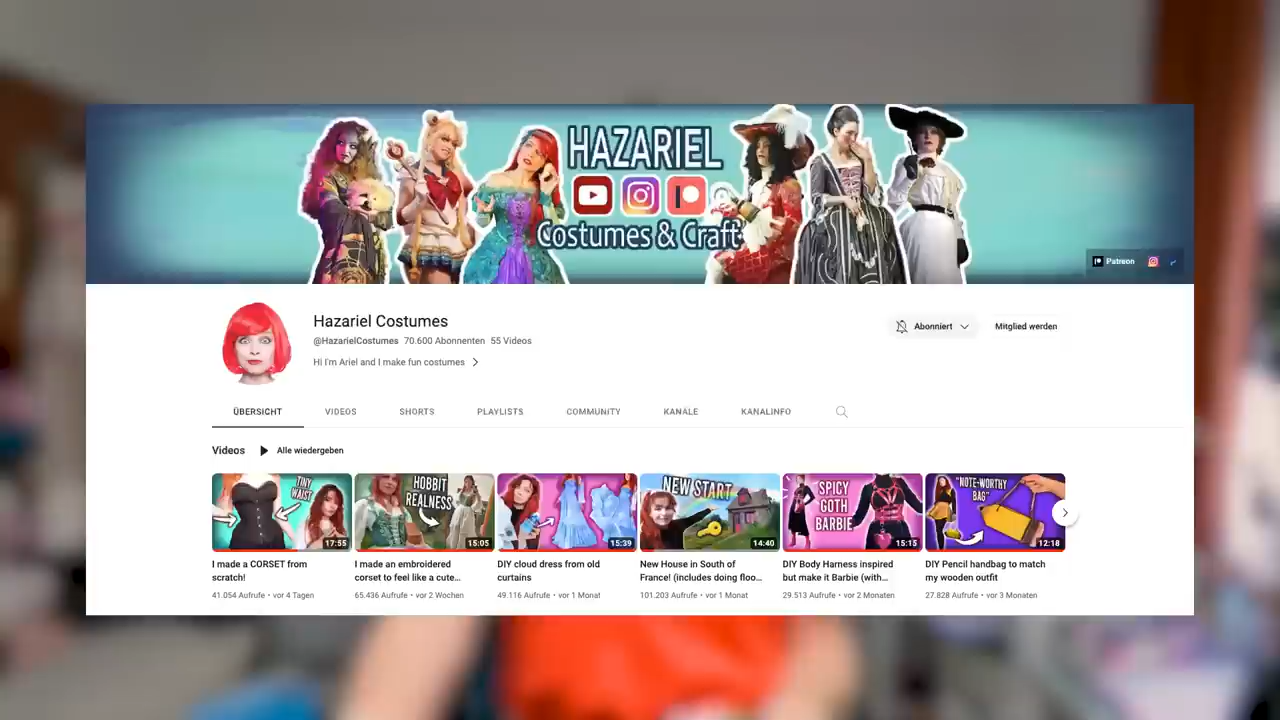 HAZARIEL
Costumes & Craft
Patreon
Hazariel Costumes
@HazarielCostumes 70.600 Abonnenten 55 Videos
Hi I'm Ariel and I make fun costumes
Abonniert
Mitglied werden
ÜBERSICHT VIDEOS SHORTS PLAYLISTS COMMUNITY KANÄLE KANALINFO
Videos Alle wiedergeben
TINY WAIST
17:55
HOBBIT REALNESS
15:05
15:39
NEW START
14:40
SPICY GOTH BARBIE
15:15
"NOTE-WORTHY BAG"
12:18
I made a CORSET from
scratch!
41.054 Aufrufe • vor 4 Tagen
I made an embroidered
corset to feel like a cute...
65.436 Aufrufe • vor 2 Wochen
DIY cloud dress from old
curtains
49.116 Aufrufe • vor 1 Monat
New House in South of
France! (includes doing floo...
101.203 Aufrufe • vor 1 Monat
DIY Body Harness inspired
but make it Barbie (with...
29.513 Aufrufe • vor 2 Monaten
DIY Pencil handbag to match
my wooden outfit
27.828 Aufrufe • vor 3 Monaten